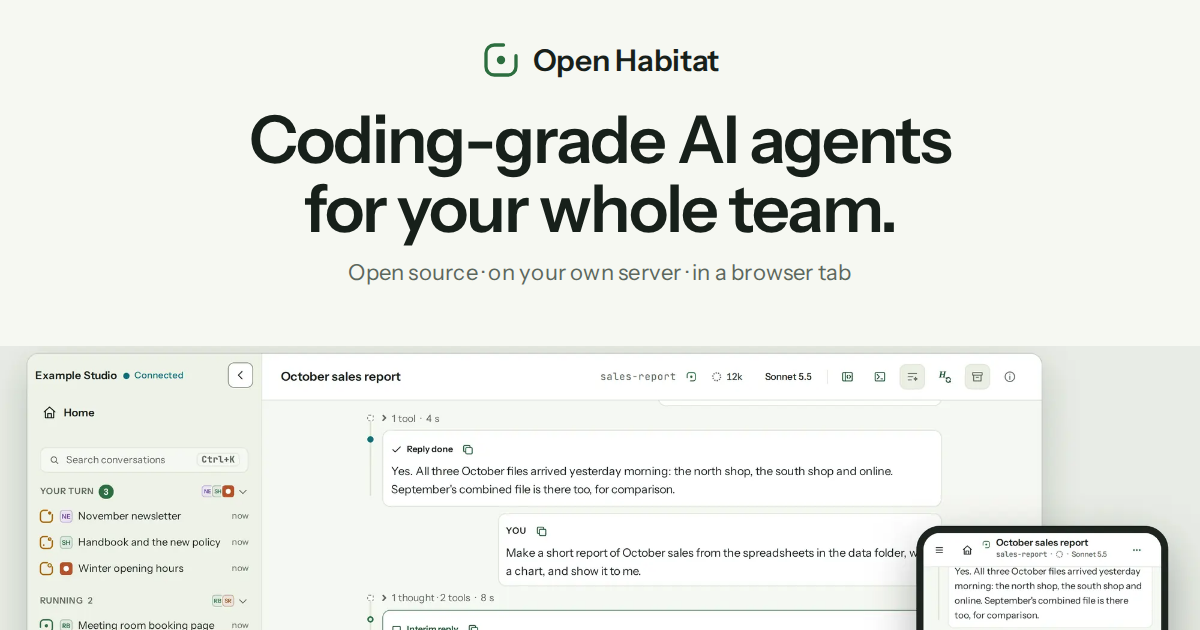 Open Habitat
Coding-grade AI agents
for your whole team.
Open source · on your own server · in a browser tab
Example Studio
Connected
Home
Search conversations
Ctrl+K
YOUR TURN 3
NE SH
NE November newsletter now
SH Handbook and the new policy now
Winter opening hours now
RUNNING 2
RB SR
RB Meeting room booking page now
October sales report
sales-report
12k
Sonnet 5.5
1 tool · 4 s
Reply done
Yes. All three October files arrived yesterday morning: the north shop, the south shop and online.
September's combined file is there too, for comparison.
YOU
Make a short report of October sales from the spreadsheets in the data folder, w
a chart, and show it to me.
1 thought · 2 tools · 8 s
Interim reply
October sales report
sales-report · Sonnet 5.5
Yes. All three October files arrived yesterday
morning: the north shop, the south shop and
online. September's combined file is there
too, for comparison.